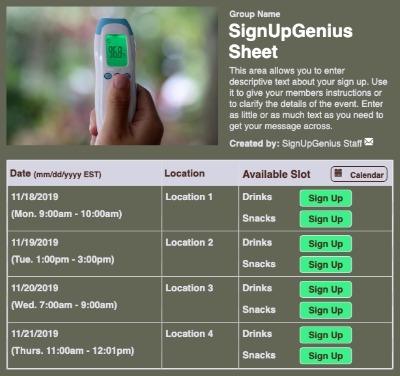 96.8
Group Name
SignUpGenius
Sheet
This area allows you to enter
descriptive text about your sign up. Use
it to give your members instructions or
to clarify the details of the event. Enter
as little or as much text as you need to
get your message across.
Created by: SignUpGenius Staff
Date (mm/dd/yyyy EST) Location Available Slot Calendar
11/18/2019 Location 1 Drinks Sign Up
(Mon. 9:00am - 10:00am) Snacks Sign Up
11/19/2019 Location 2 Drinks Sign Up
(Tue. 1:00pm - 3:00pm) Snacks Sign Up
11/20/2019 Location 3 Drinks Sign Up
(Wed. 7:00am - 9:00am) Snacks Sign Up
11/21/2019 Location 4 Drinks Sign Up
(Thurs. 11:00am - 12:01pm) Snacks Sign Up